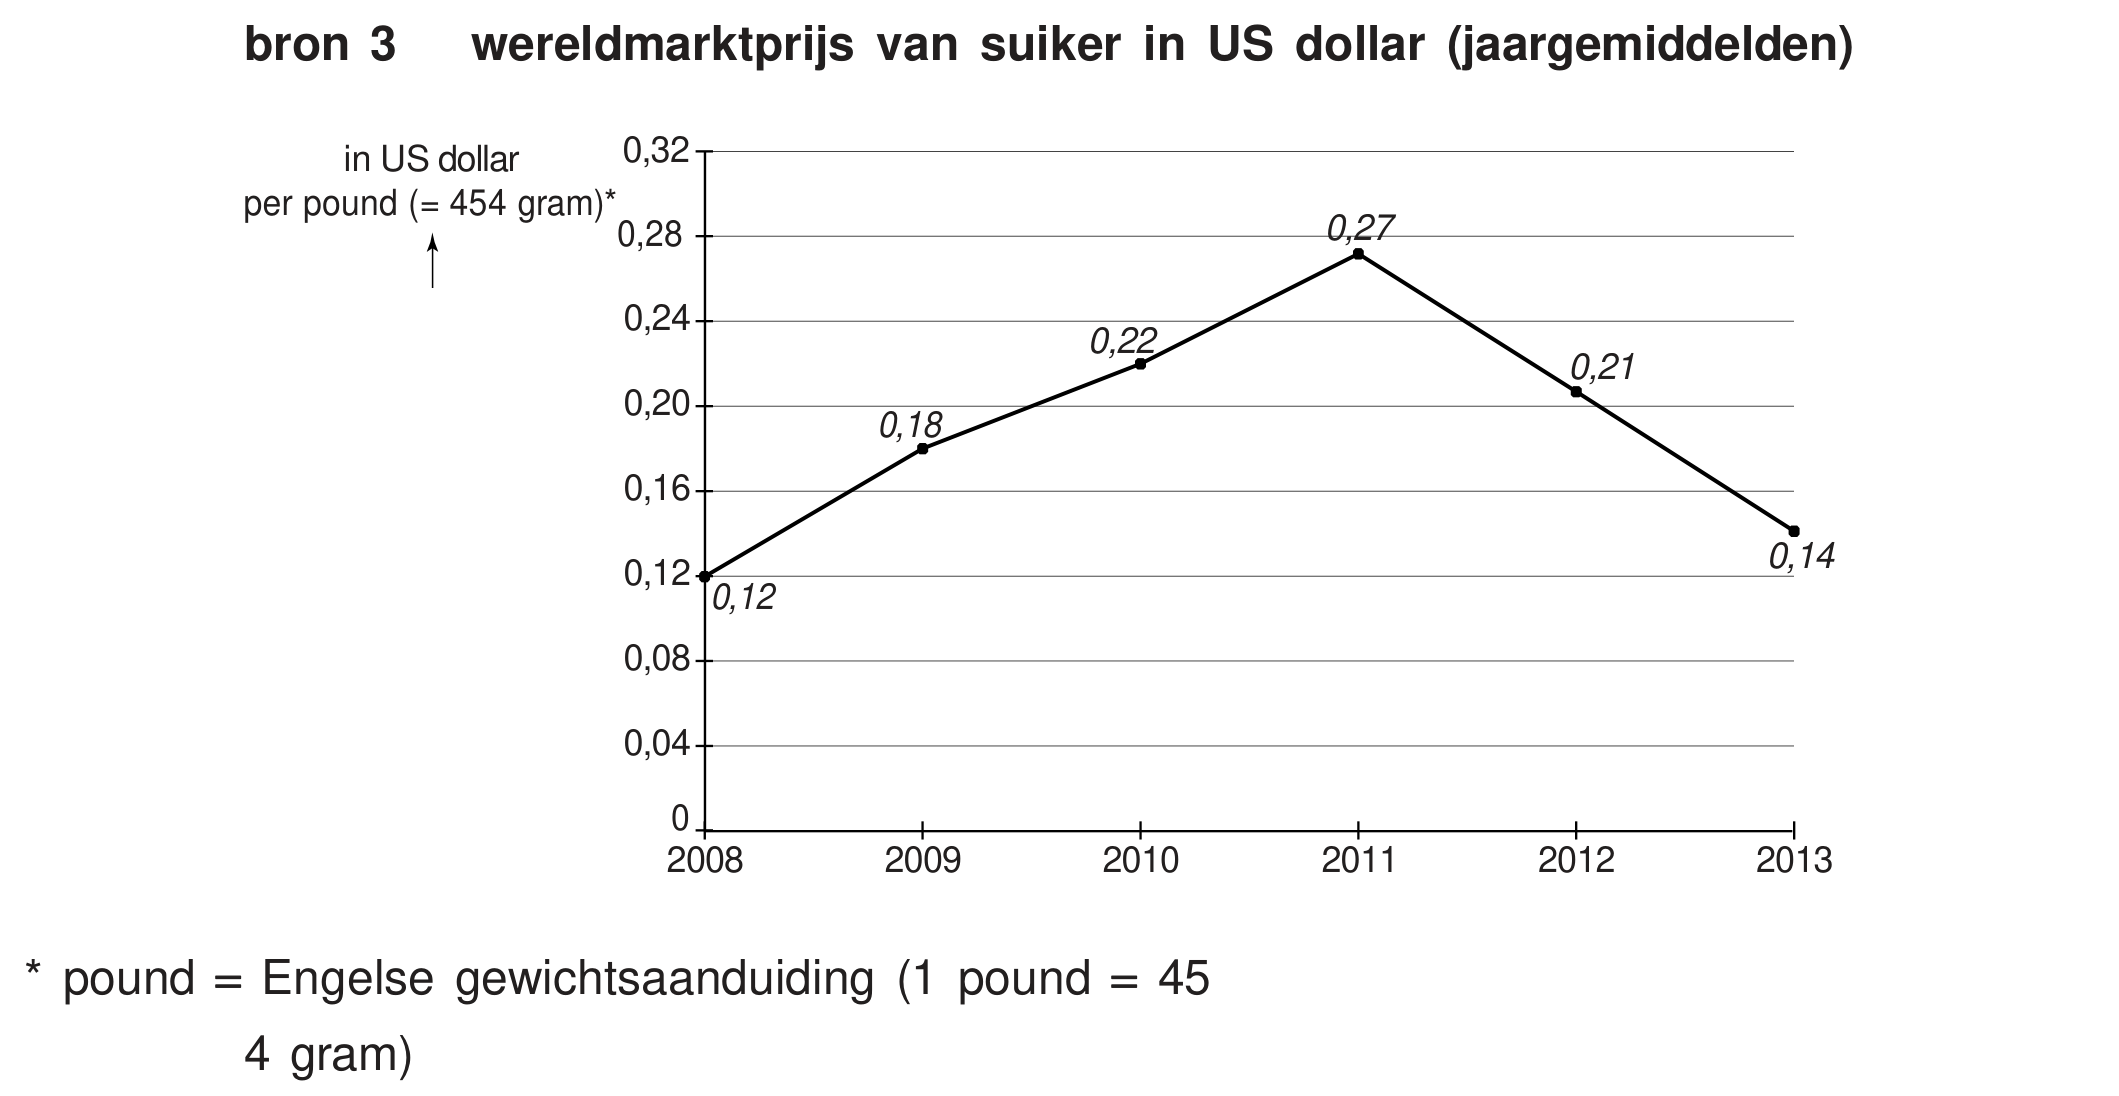 bron 3 wereldmarktprijs van suiker in US dollar (jaargemiddelden)
in US dollar
per pound (= 454 gram)*
0,32
0,28
0,24
0,20
0,16
0,12
0,08
0,04
0
0,12
0,18
0,22
0,27
0,21
0,14
2008 2009 2010 2011 2012 2013
* pound = Engelse gewichtsaanduiding (1 pound = 45
4 gram)